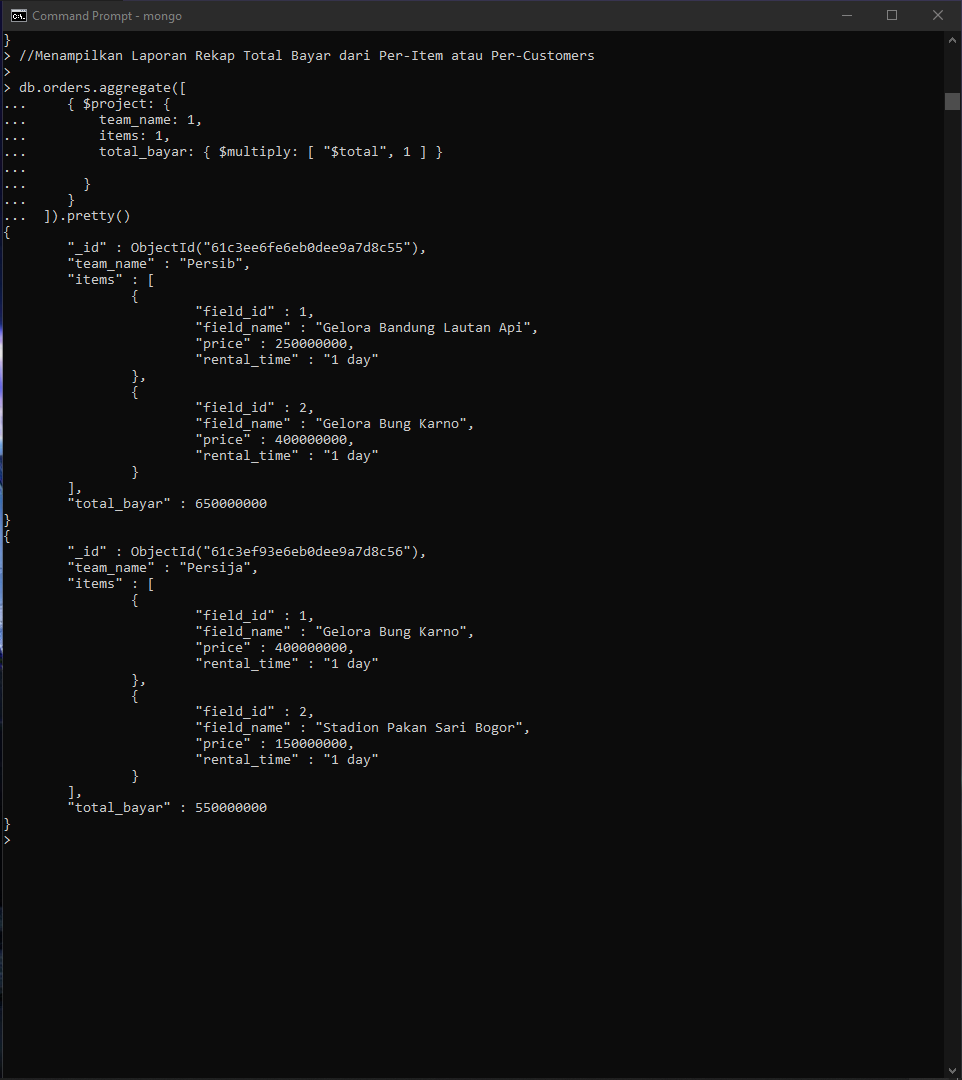 Command Prompt - mongo
}
> //Menampilkan Laporan Rekap Total Bayar dari Per-Item atau Per-Customers
>
> db.orders.aggregate([
...     { $project: {
...         team_name: 1,
...         items: 1,
...         total_bayar: { $multiply: [ "$total", 1 ] }
...
...       }
...     }
...  ]).pretty()
{
        "_id" : ObjectId("61c3ee6fe6eb0dee9a7d8c55"),
        "team_name" : "Persib",
        "items" : [
                {
                        "field_id" : 1,
                        "field_name" : "Gelora Bandung Lautan Api",
                        "price" : 250000000,
                        "rental_time" : "1 day"
                },
                {
                        "field_id" : 2,
                        "field_name" : "Gelora Bung Karno",
                        "price" : 400000000,
                        "rental_time" : "1 day"
                }
        ],
        "total_bayar" : 650000000
}
{
        "_id" : ObjectId("61c3ef93e6eb0dee9a7d8c56"),
        "team_name" : "Persija",
        "items" : [
                {
                        "field_id" : 1,
                        "field_name" : "Gelora Bung Karno",
                        "price" : 400000000,
                        "rental_time" : "1 day"
                },
                {
                        "field_id" : 2,
                        "field_name" : "Stadion Pakan Sari Bogor",
                        "price" : 150000000,
                        "rental_time" : "1 day"
                }
        ],
        "total_bayar" : 550000000
}
>